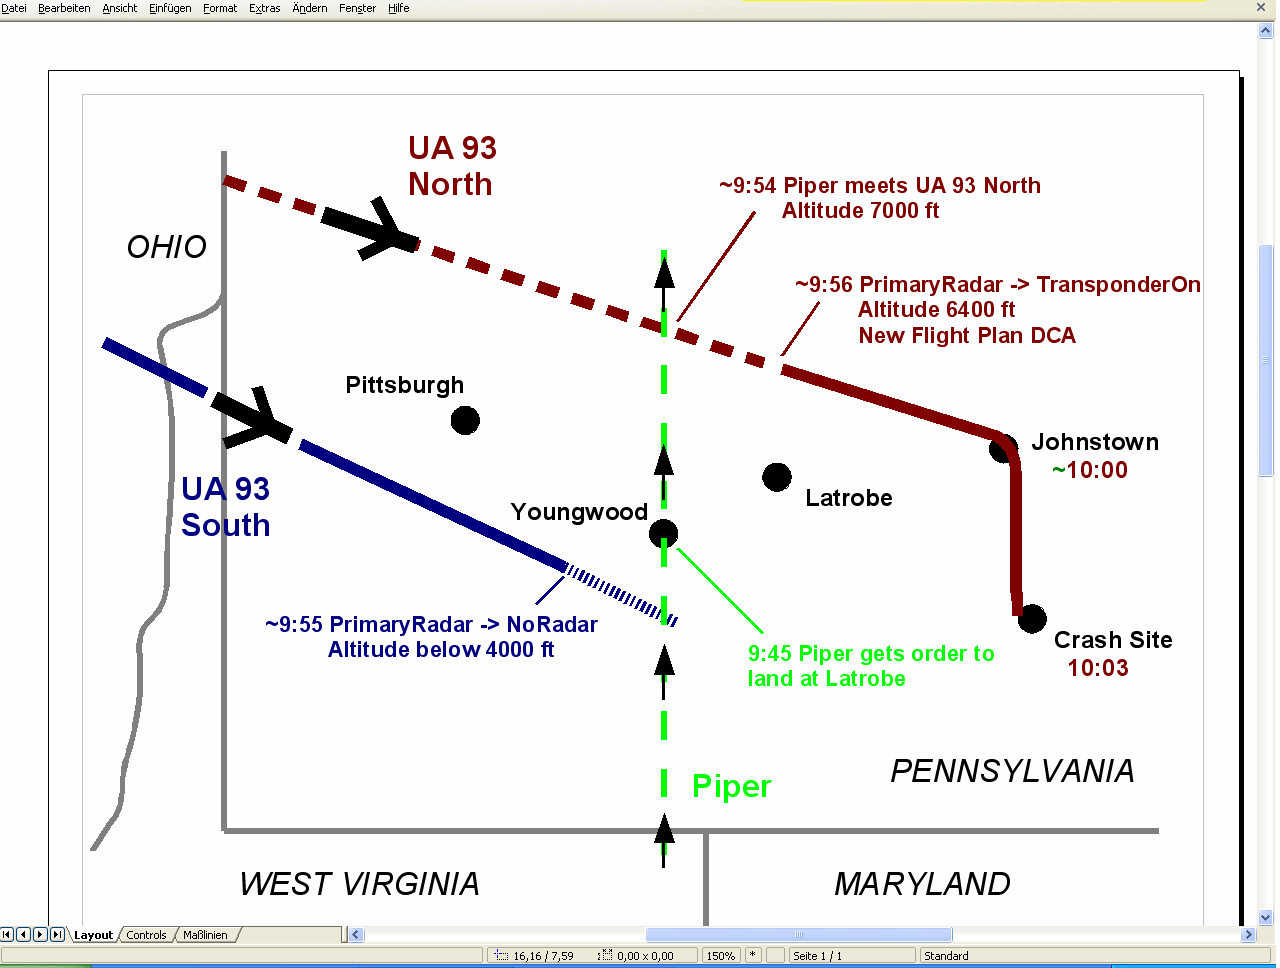 Datei Bearbeiten Ansicht Einfügen Format Extras Ändern Fenster Hilfe
UA 93
North
~9:54 Piper meets UA 93 North
Altitude 7000 ft
OHIO
~9:56 PrimaryRadar -> TransponderOn
Altitude 6400 ft
New Flight Plan DCA
Pittsburgh
Johnstown
~10:00
UA 93
South
Latrobe
Youngwood
~9:55 PrimaryRadar -> NoRadar
Altitude below 4000 ft
9:45 Piper gets order to
land at Latrobe
Crash Site
10:03
Piper
PENNSYLVANIA
WEST VIRGINIA
MARYLAND
Layout Controls Maßlinien
16,16 / 7,59 0,00 x 0,00 150% * Seite 1 / 1 Standard